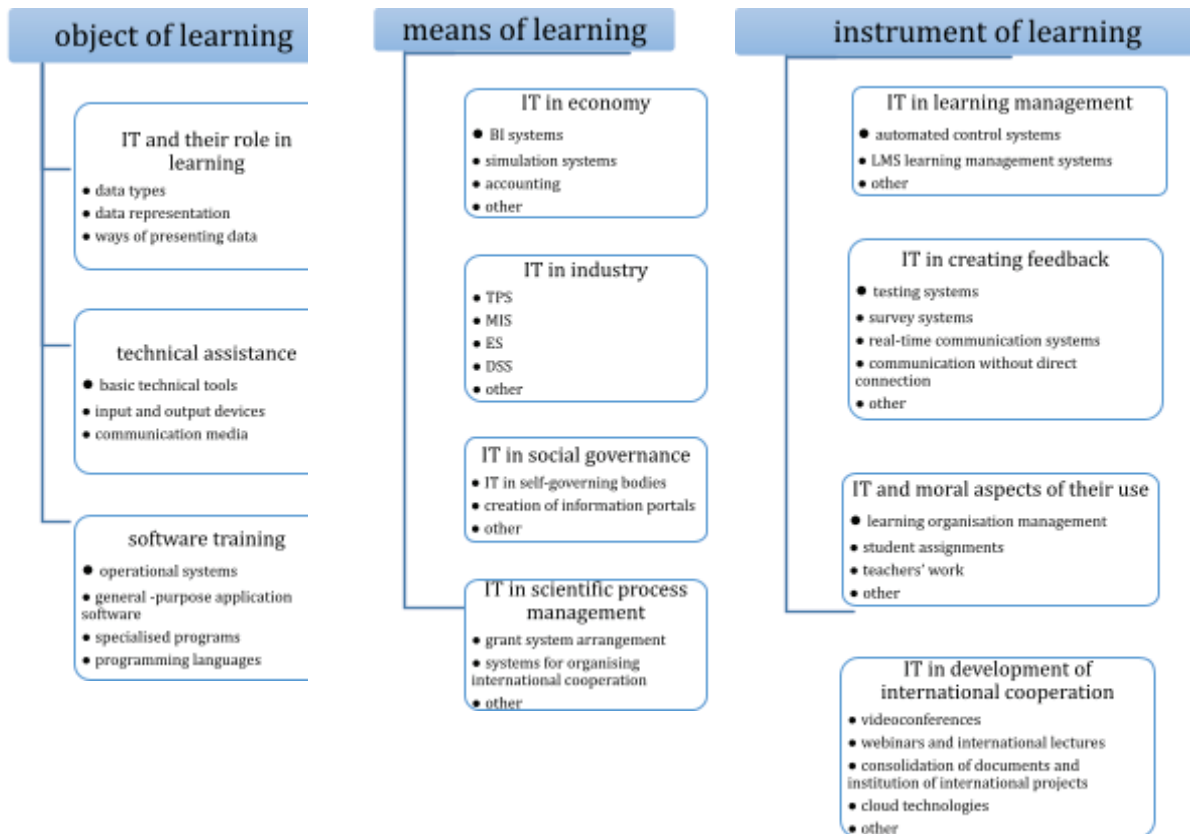 object of learning
IT and their role in
learning
● data types
● data representation
● ways of presenting data
technical assistance
● basic technical tools
● input and output devices
● communication media
software training
● operational systems
● general -purpose application
software
● specialised programs
● programming languages
means of learning
IT in economy
● BI systems
● simulation systems
● accounting
● other
IT in industry
● TPS
● MIS
● ES
● DSS
● other
IT in social governance
● IT in self-governing bodies
● creation of information portals
● other
IT in scientific process
management
● grant system arrangement
● systems for organising
international cooperation
● other
instrument of learning
IT in learning management
● automated control systems
● LMS learning management systems
● other
IT in creating feedback
● testing systems
● survey systems
● real-time communication systems
● communication without direct
connection
● other
IT and moral aspects of their use
● learning organisation management
● student assignments
● teachers' work
● other
IT in development of
international cooperation
● videoconferences
● webinars and international lectures
● consolidation of documents and
institution of international projects
● cloud technologies
● other